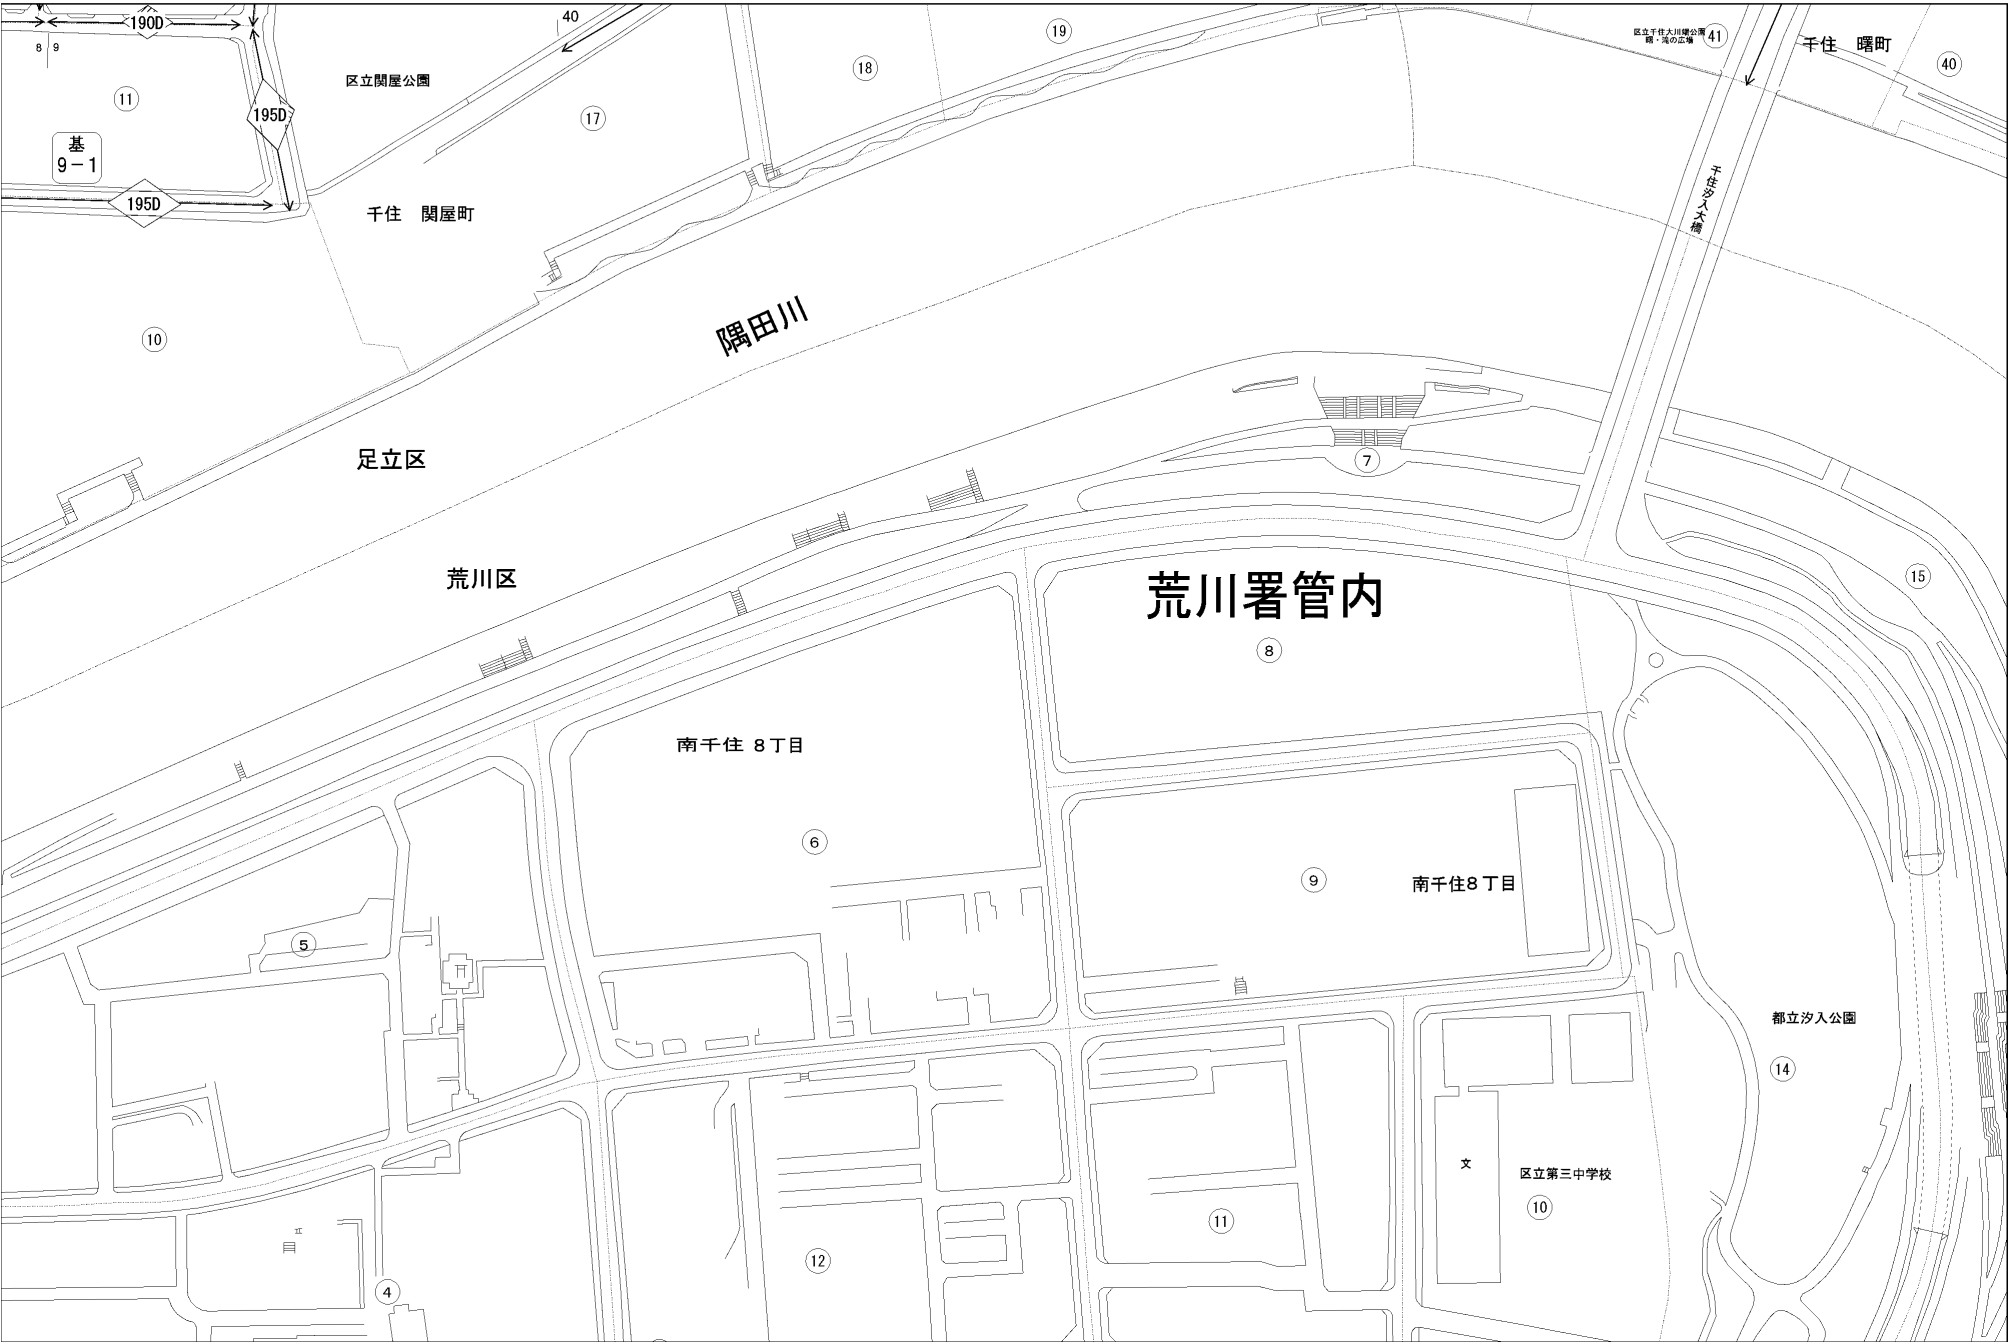 190D
40
8 9
区立関屋公園
11
195D
17
18
19
区立千住大川端公園
曙・滝の広場
41
千住 曙町
40
基
9-1
195D
千住 関屋町
千住汐入大橋
10
隅田川
足立区
7
荒川区
荒川署管内
15
8
南千住 8丁目
6
9
南千住8丁目
5
都立汐入公園
14
文
区立第三中学校
10
11
12
4